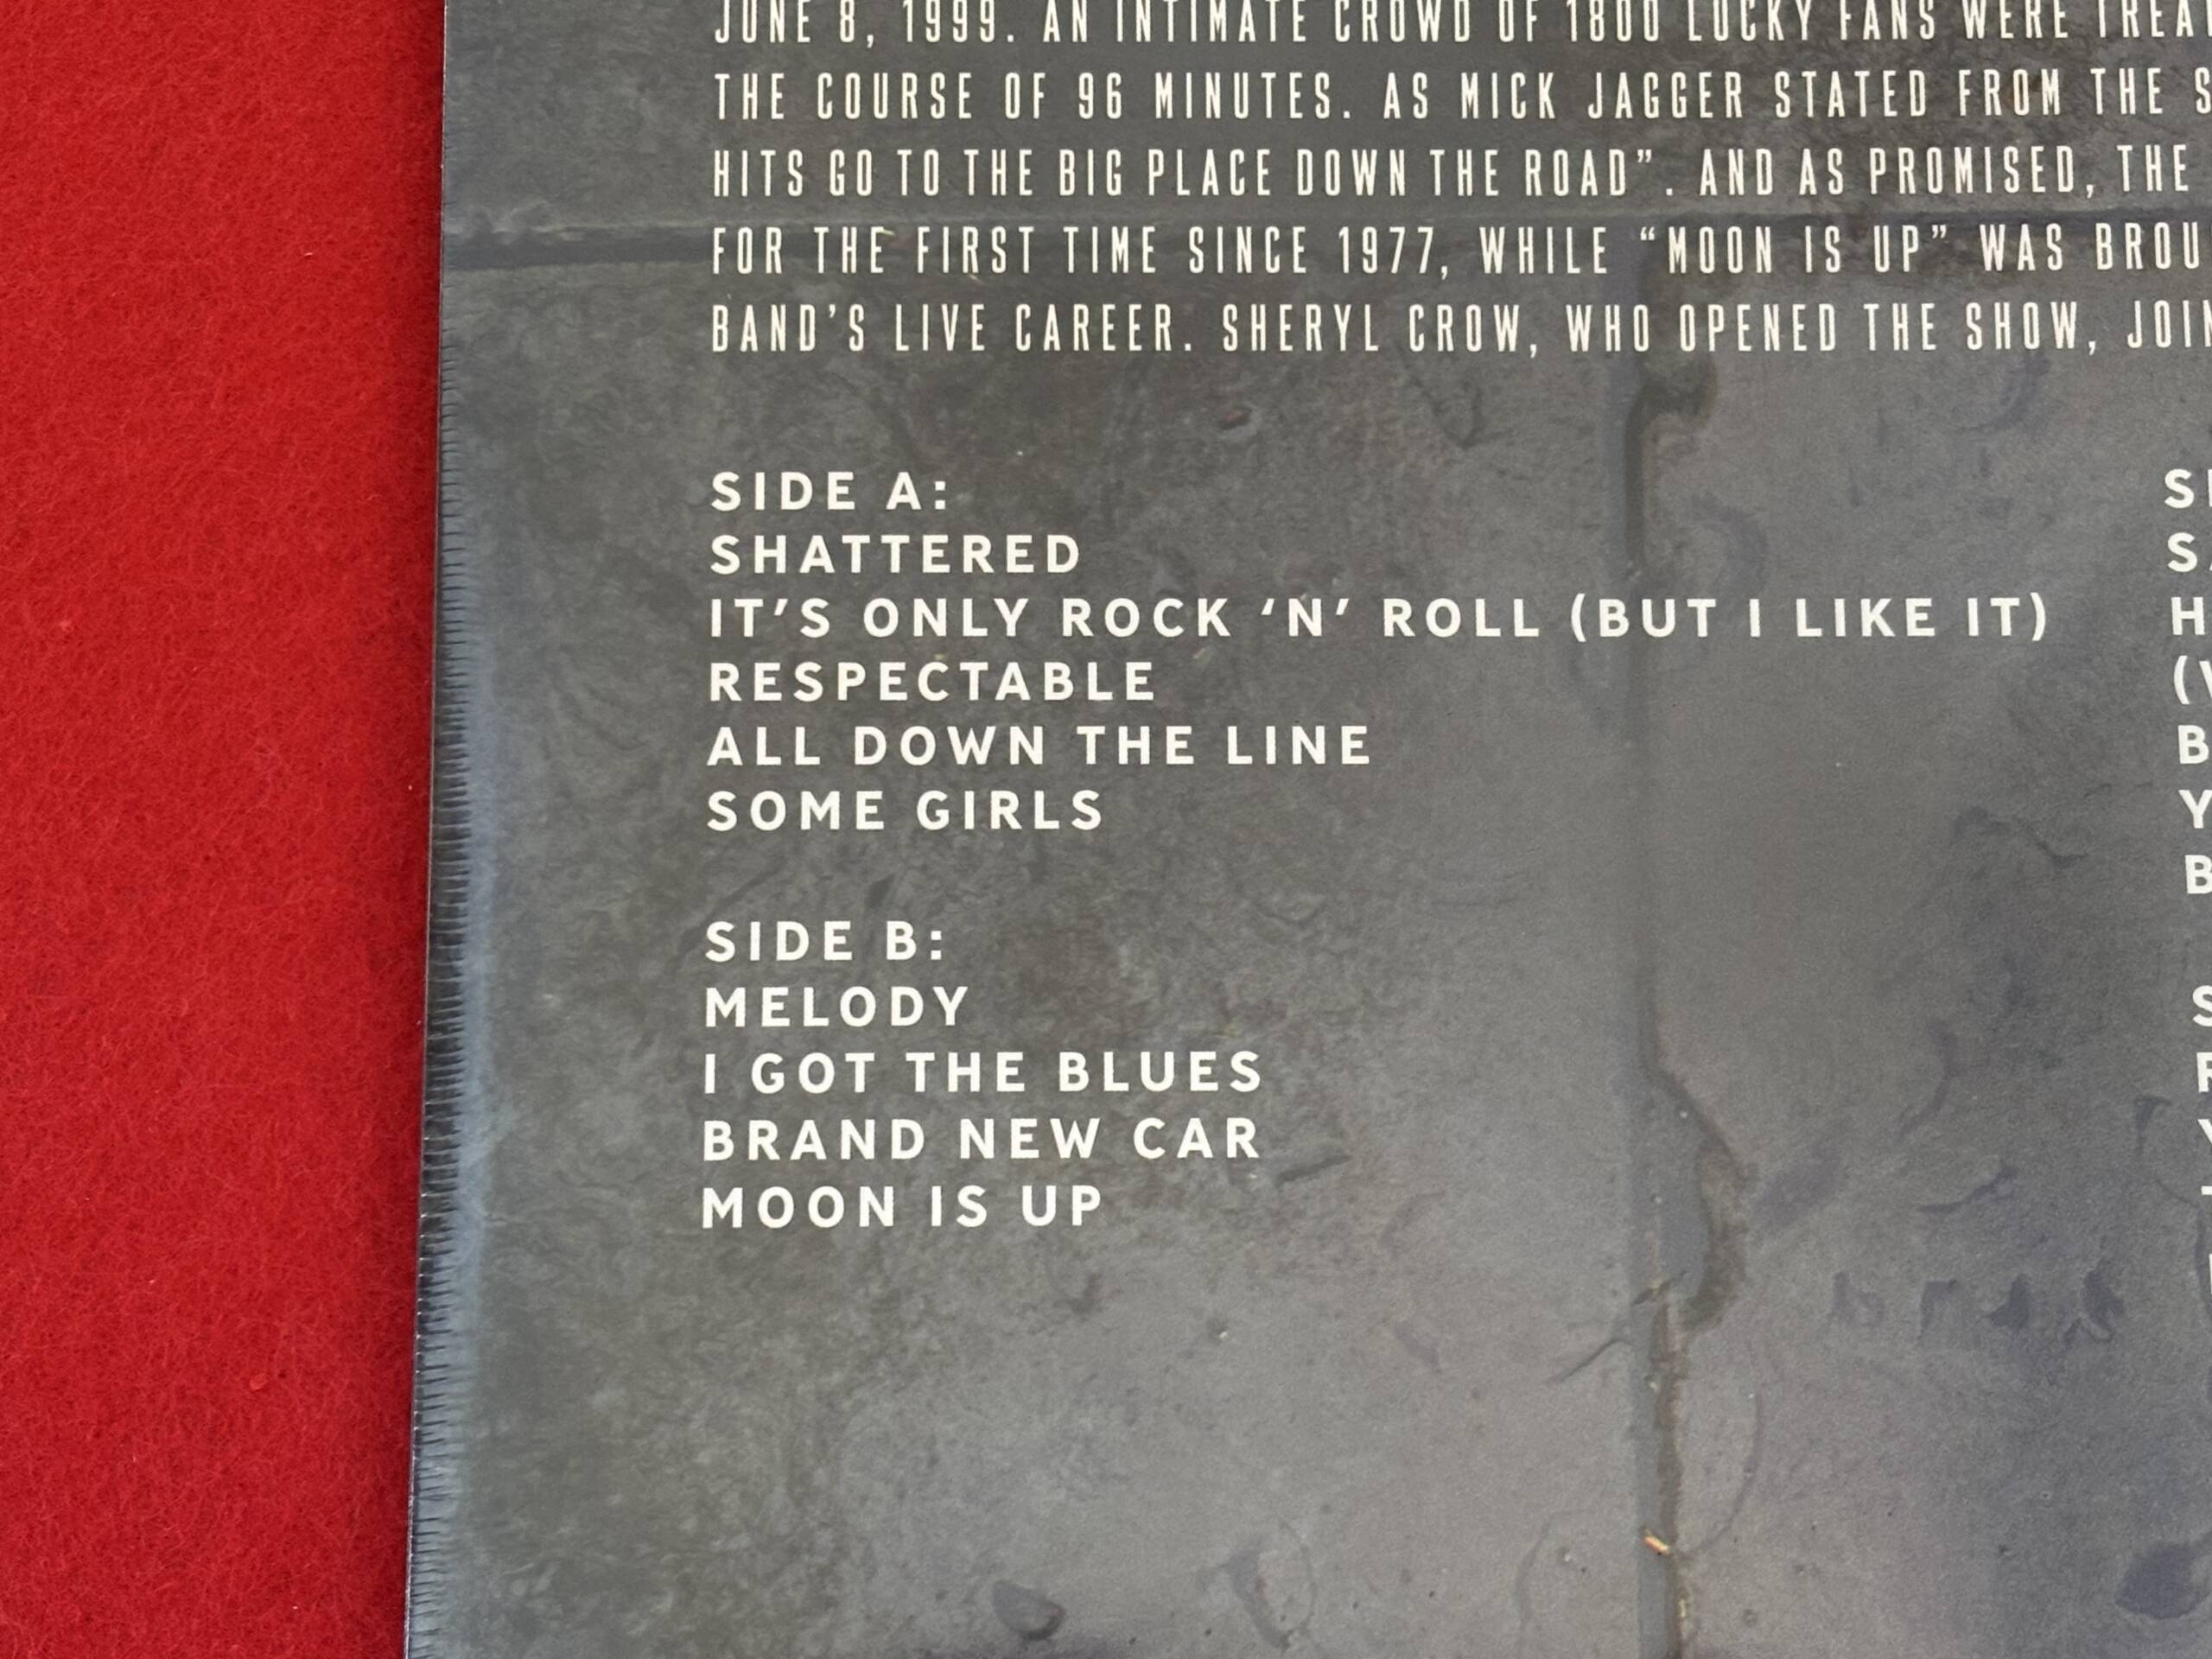 JUNE 8, 1999. AN INTIMATE CROWD OF 1800 LUCKY FANS WERE
THE COURSE OF 96 MINUTES. AS MICK JAGGER STATED FROM THE
HITS GO TO THE BIG PLACE DOWN THE ROAD”. AND AS PROMISED, THE
FOR THE FIRST TIME SINCE 1977, WHILE “MOON IS UP” WAS
BAND’S LIVE CAREER. SHERYL CROW, WHO OPENED THE SHOW,
SIDE A:
SHATTERED
IT’S ONLY ROCK ‘N’ ROLL (BUT I LIKE IT)
RESPECTABLE
ALL DOWN THE LINE
SOME GIRLS
SIDE B:
MELODY
I GOT THE BLUES
BRAND NEW CAR
MOON IS UP